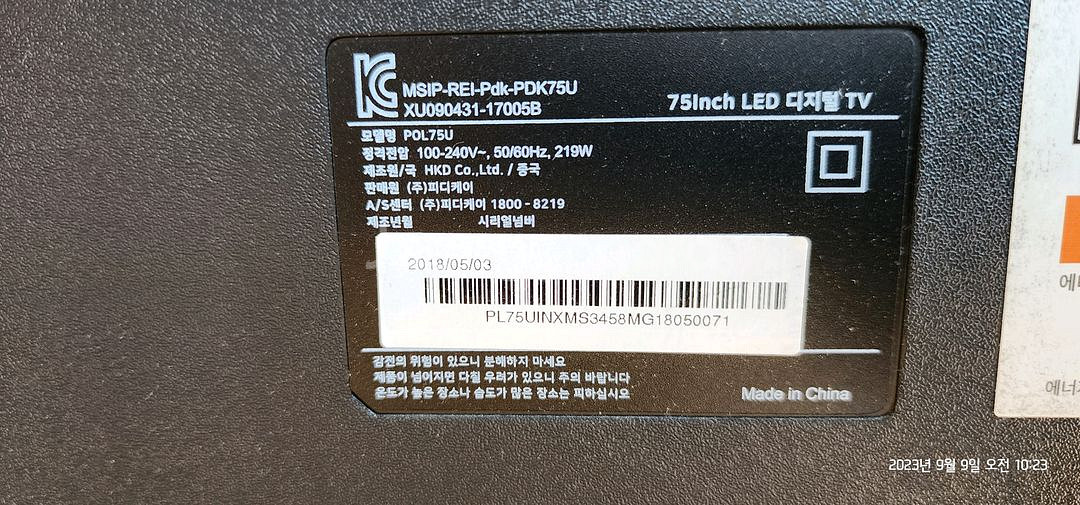 MSIP-REI-Pdk-PDK75U
XU090431-17005B
75Inch LED 디지털 TV
모델명 POL75U
정격전압 100-240V~, 50/60Hz, 219W
제조원/국 HKD Co.,Ltd. / 중국
판매원 (주)피디케이
A/S센터 (주)피디케이 1800-8219
제조년월 시리얼넘버
2018/05/03
PL75UINXMS3458MG18050071
감전의 위험이 있으니 분해하지 마세요
제품이 넘어지면 다칠 우려가 있으니 주의 바랍니다
온도가 높은 장소나 습도가 많은 장소는 피하십시오
Made in China
2023년 9월 9일 오전 10:23